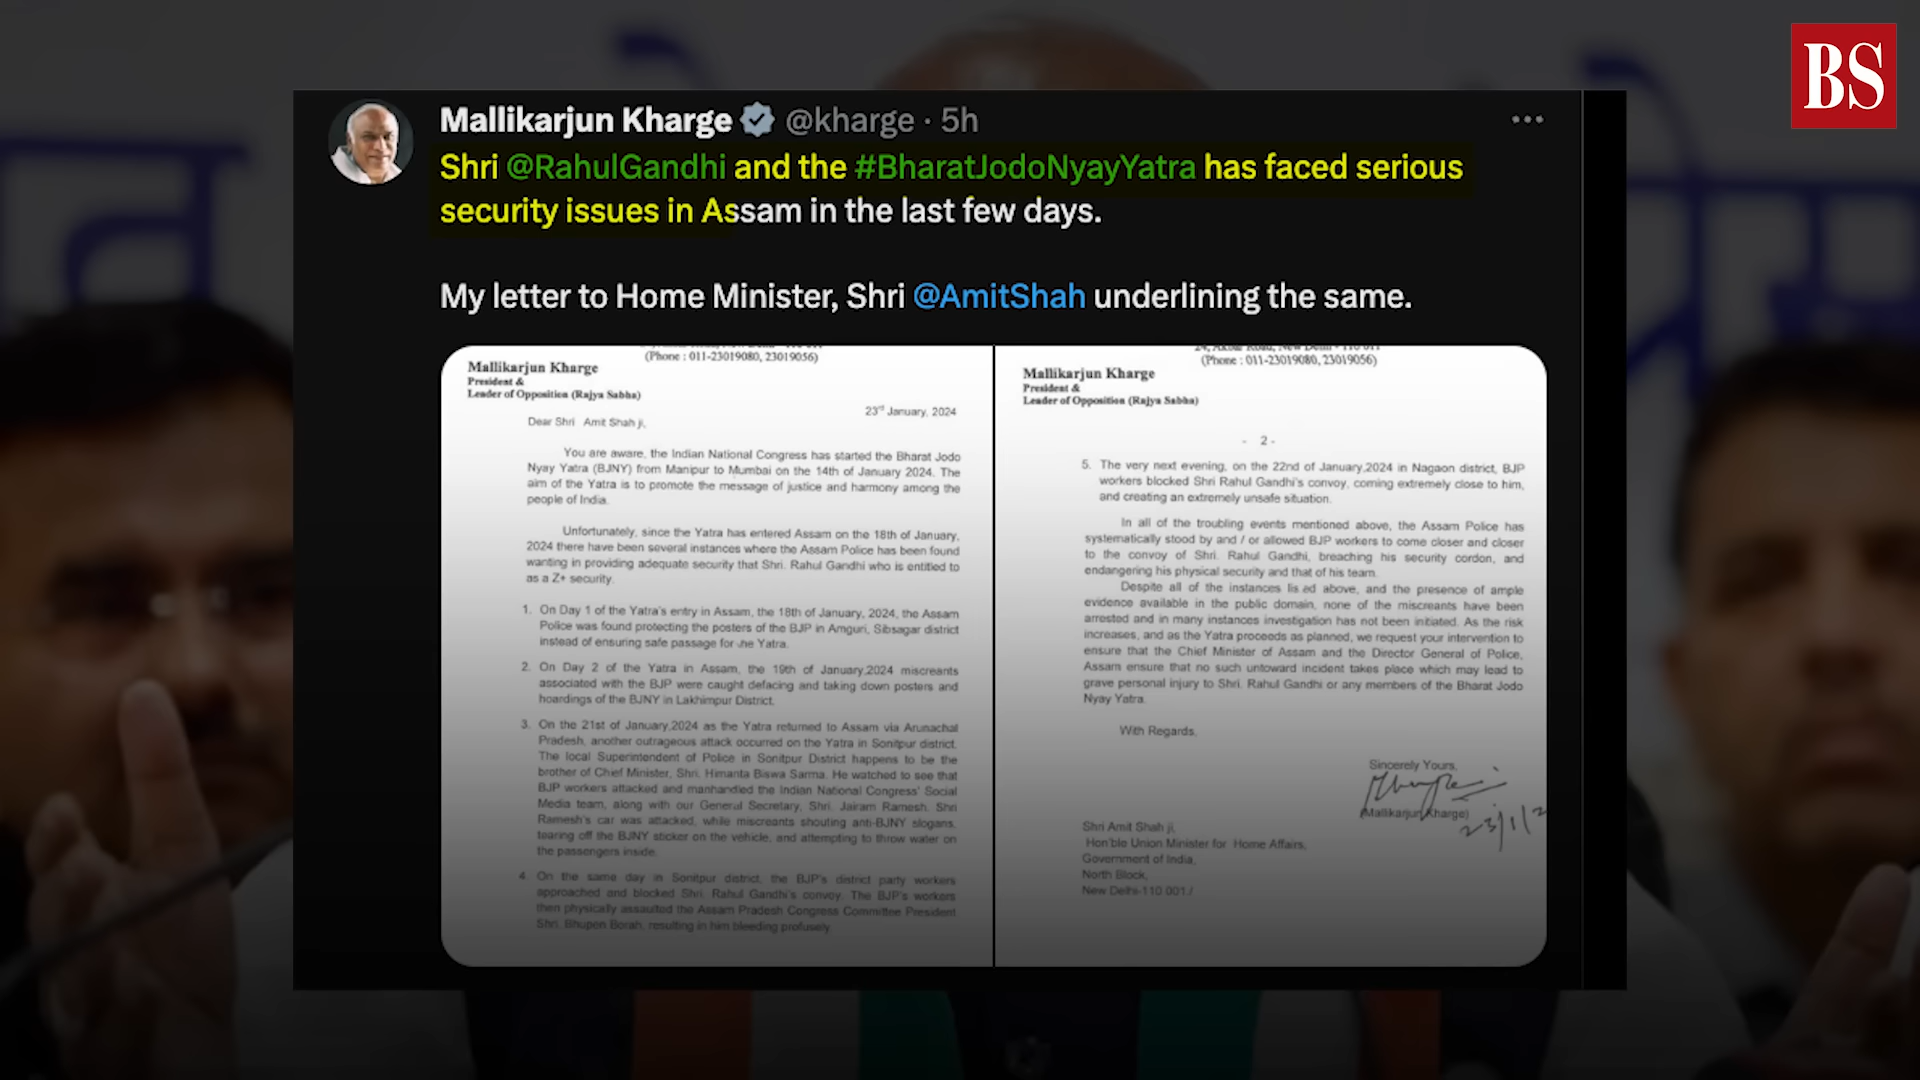 BS
Mallikarjun Kharge @kharge · 5h
Shri @RahulGandhi and the #BharatJodoNyayYatra has faced serious
security issues in Assam in the last few days.
My letter to Home Minister, Shri @AmitShah underlining the same.
(Phone : 011-23019080, 23019056)
Mallikarjun Kharge
President &
Leader of Opposition (Rajya Sabha)
23rd January, 2024
Dear Shri Amit Shah ji,
You are aware, the Indian National Congress has started the Bharat Jodo
Nyay Yatra (BJNY) from Manipur to Mumbai on the 14th of January 2024. The
aim of the Yatra is to promote the message of justice and harmony among the
people of India.
Unfortunately, since the Yatra has entered Assam on the 18th of January,
2024 there have been several instances where the Assam Police has been found
wanting in providing adequate security that Shri. Rahul Gandhi who is entitled to
as a Z+ security.
1. On Day 1 of the Yatra's entry in Assam, the 18th of January, 2024, the Assam
Police was found protecting the posters of the BJP in Amguri, Sibsagar district
instead of ensuring safe passage for the Yatra.
2. On Day 2 of the Yatra in Assam, the 19th of January,2024 miscreants
associated with the BJP were caught defacing and taking down posters and
hoardings of the BJNY in Lakhimpur District.
3. On the 21st of January,2024 as the Yatra returned to Assam via Arunachal
Pradesh, another outrageous attack occurred on the Yatra in Sonitpur district.
The local Superintendent of Police in Sonitpur District happens to be the
brother of Chief Minister, Shri. Himanta Biswa Sarma. He watched to see that
BJP workers attacked and manhandled the Indian National Congress' Social
Media team, along with our General Secretary, Shri. Jairam Ramesh. Shri
Ramesh's car was attacked, while miscreants shouting anti-BJNY slogans,
tearing off the BJNY sticker on the vehicle, and attempting to throw water on
the passengers inside.
4. On the same day in Sonitpur district, the BJP's district party workers
approached and blocked Shri. Rahul Gandhi's convoy. The BJP's workers
then physically assaulted the Assam Pradesh Congress Committee President
Shri. Bhupen Borah, resulting in him bleeding profusely.
24, Akbar Road, New Delhi - 110 011
(Phone : 011-23019080, 23019056)
Mallikarjun Kharge
President &
Leader of Opposition (Rajya Sabha)
- 2 -
5. The very next evening, on the 22nd of January,2024 in Nagaon district, BJP
workers blocked Shri Rahul Gandhi's convoy, coming extremely close to him,
and creating an extremely unsafe situation.
In all of the troubling events mentioned above, the Assam Police has
systematically stood by and / or allowed BJP workers to come closer and closer
to the convoy of Shri. Rahul Gandhi, breaching his security cordon, and
endangering his physical security and that of his team.
Despite all of the instances listed above, and the presence of ample
evidence available in the public domain, none of the miscreants have been
arrested and in many instances investigation has not been initiated. As the risk
increases, and as the Yatra proceeds as planned, we request your intervention to
ensure that the Chief Minister of Assam and the Director General of Police,
Assam ensure that no such untoward incident takes place which may lead to
grave personal injury to Shri. Rahul Gandhi or any members of the Bharat Jodo
Nyay Yatra.
With Regards,
Sincerely Yours,
(Mallikarjun Kharge)
23/1/2
Shri Amit Shah ji,
Hon'ble Union Minister for Home Affairs,
Government of India,
North Block,
New Delhi-110 001./